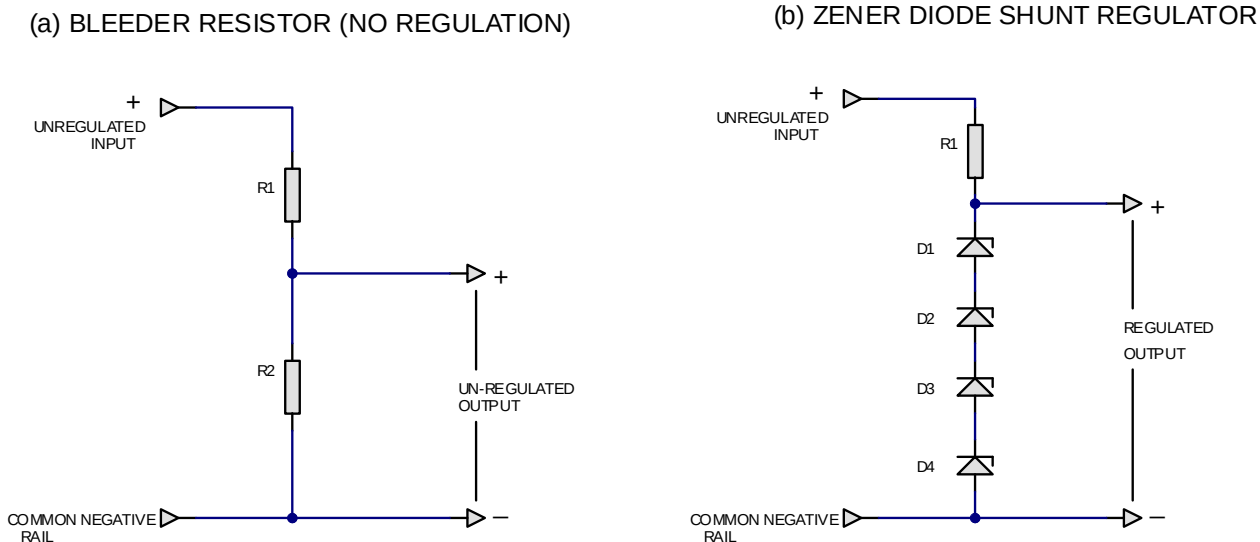 (a) BLEEDER RESISTOR (NO REGULATION)
+
UNREGULATED
INPUT
R1
+
R2
UN-REGULATED
OUTPUT
COMMON NEGATIVE
RAIL
−
(b) ZENER DIODE SHUNT REGULATOR
+
UNREGULATED
INPUT
R1
+
D1
D2
REGULATED
OUTPUT
D3
D4
COMMON NEGATIVE
RAIL
−